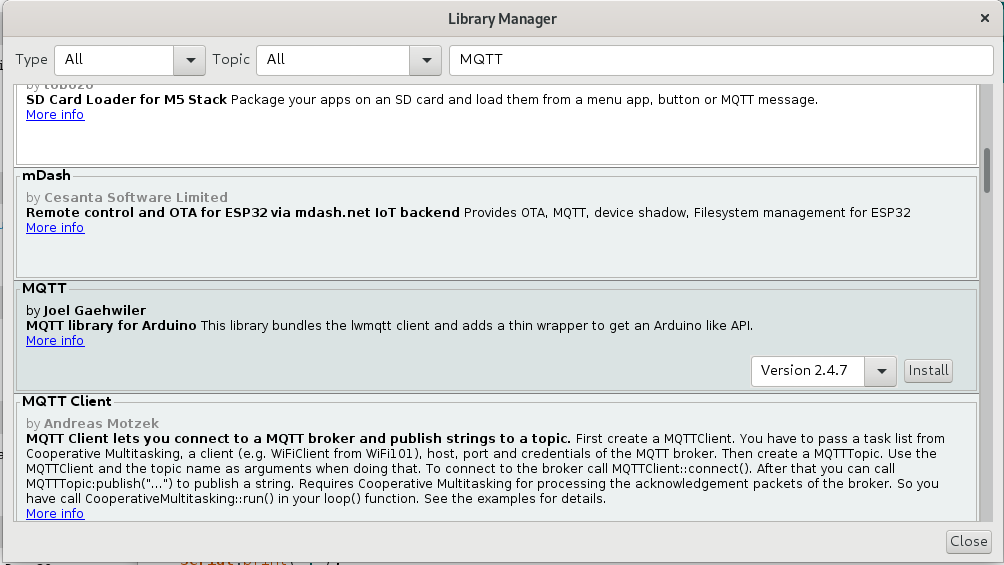 Library Manager
Type All Topic All MQTT
by tobozo
SD Card Loader for M5 Stack Package your apps on an SD card and load them from a menu app, button or MQTT message.
More info
mDash
by Cesanta Software Limited
Remote control and OTA for ESP32 via mdash.net IoT backend Provides OTA, MQTT, device shadow, Filesystem management for ESP32
More info
MQTT
by Joel Gaehwiler
MQTT library for Arduino This library bundles the lwmqtt client and adds a thin wrapper to get an Arduino like API.
More info
Version 2.4.7 Install
MQTT Client
by Andreas Motzek
MQTT Client lets you connect to a MQTT broker and publish strings to a topic. First create a MQTTClient. You have to pass a task list from
Cooperative Multitasking, a client (e.g. WiFiClient from WiFi101), host, port and credentials of the MQTT broker. Then create a MQTTTopic. Use the
MQTTClient and the topic name as arguments when doing that. To connect to the broker call MQTTClient::connect(). After that you can call
MQTTTopic:publish("...") to publish a string. Requires Cooperative Multitasking for processing the acknowledgement packets of the broker. So you
have call CooperativeMultitasking::run() in your loop() function. See the examples for details.
More info
Close